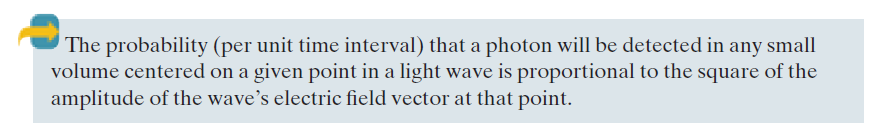 The probability (per unit time interval) that a photon will be detected in any small
volume centered on a given point in a light wave is proportional to the square of the
amplitude of the wave’s electric field vector at that point.